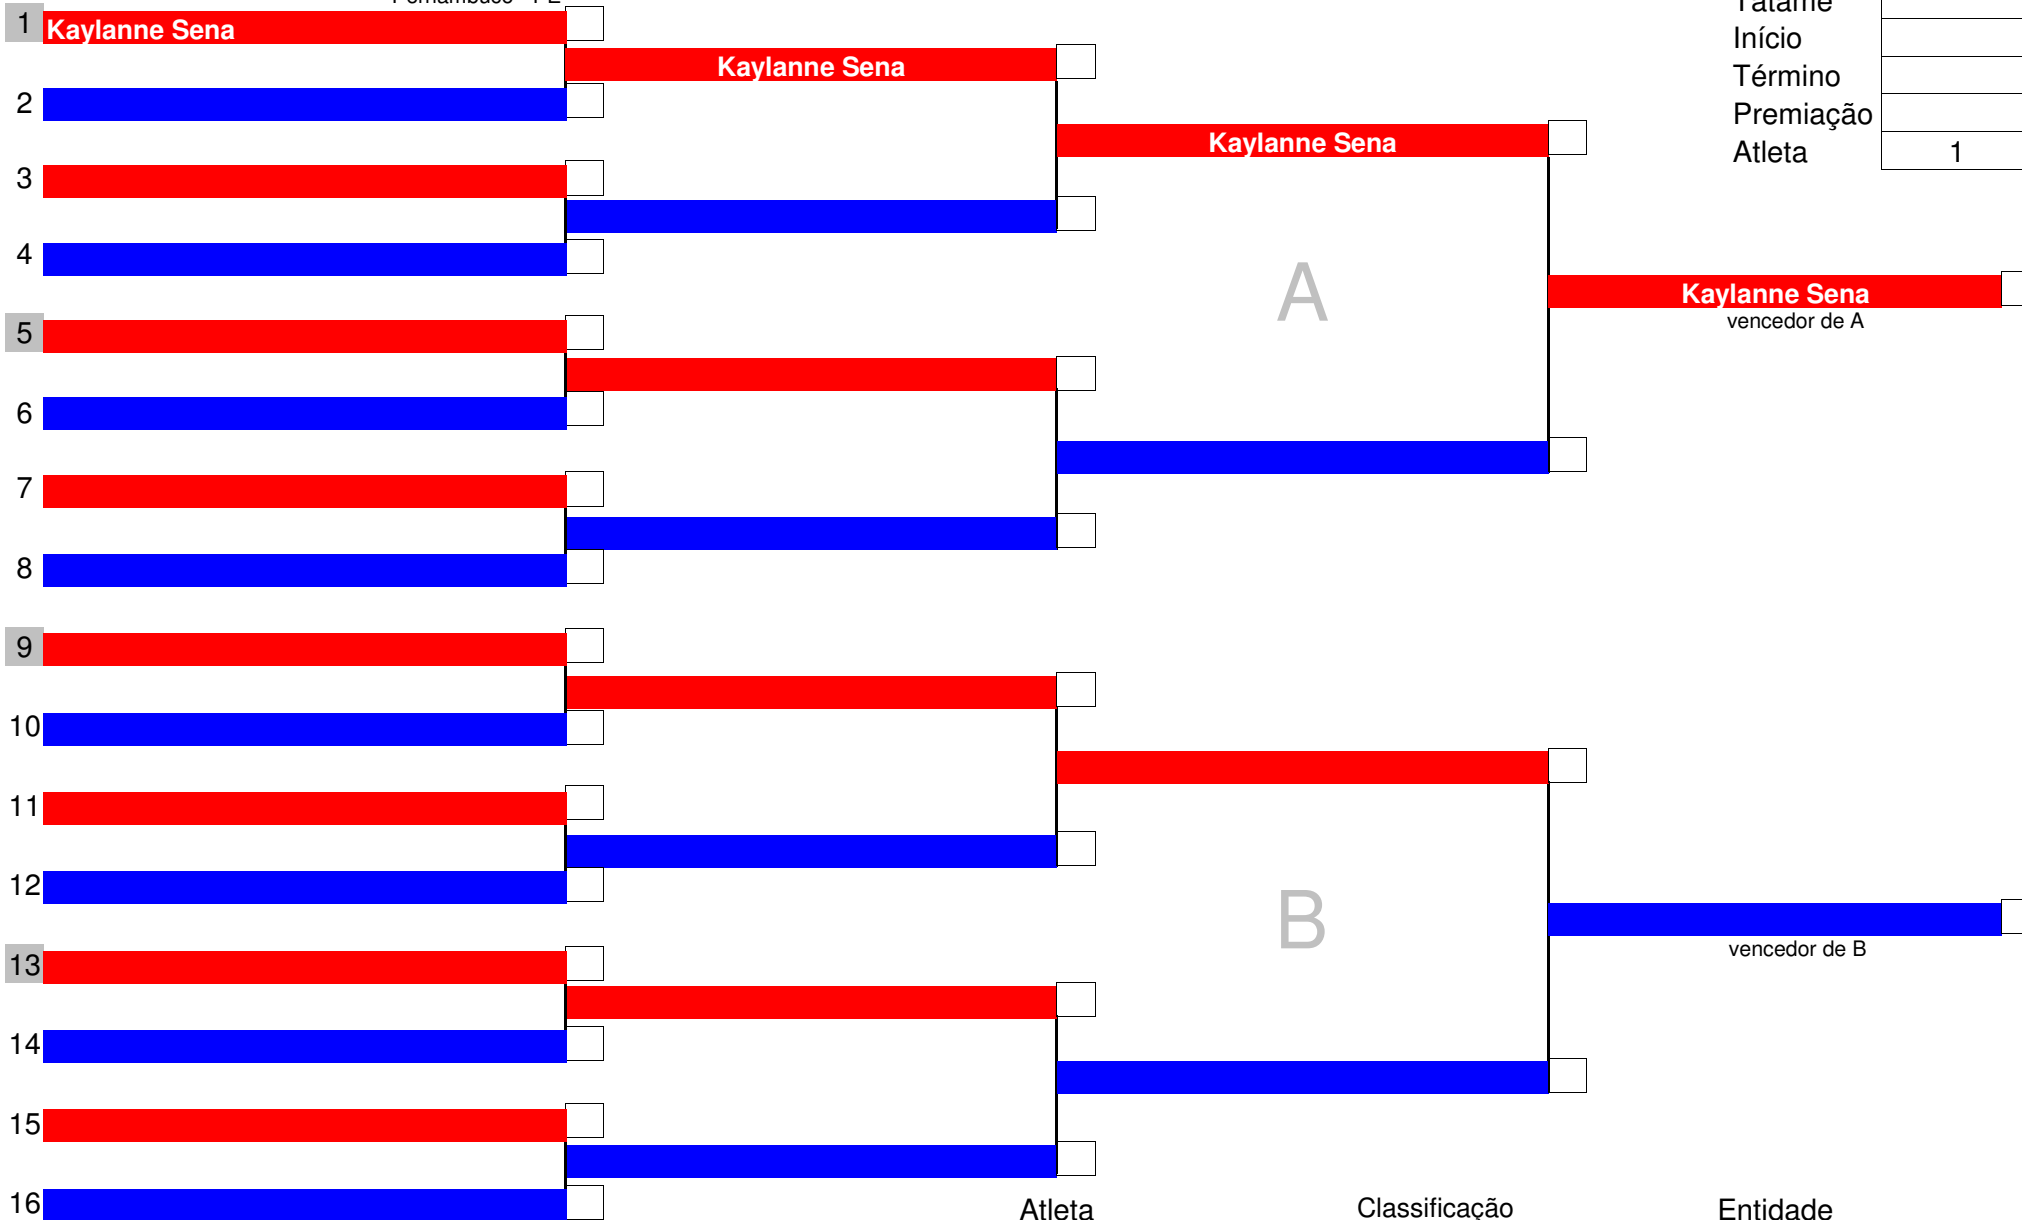 1 Kaylanne Sena
Kaylanne Sena
2
Kaylanne Sena
3
4
A
Kaylanne Sena
vencedor de A
5
6
7
8
9
10
11
12
B
vencedor de B
13
14
15
16
Início
Término
Premiação
Atleta 1
Atleta Classificação Entidade